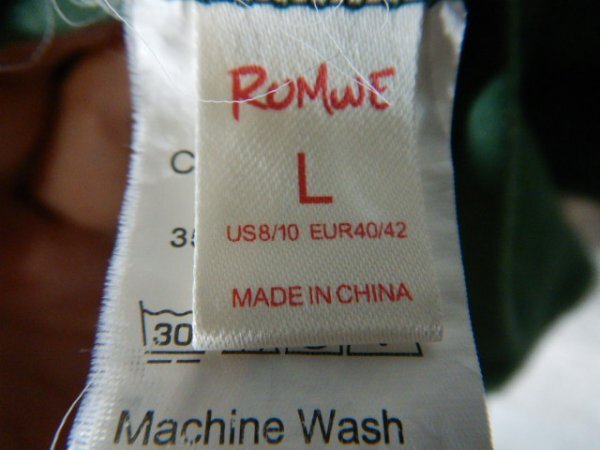 ROMWE
L
US8/10 EUR40/42
MADE IN CHINA
30
Machine Wash